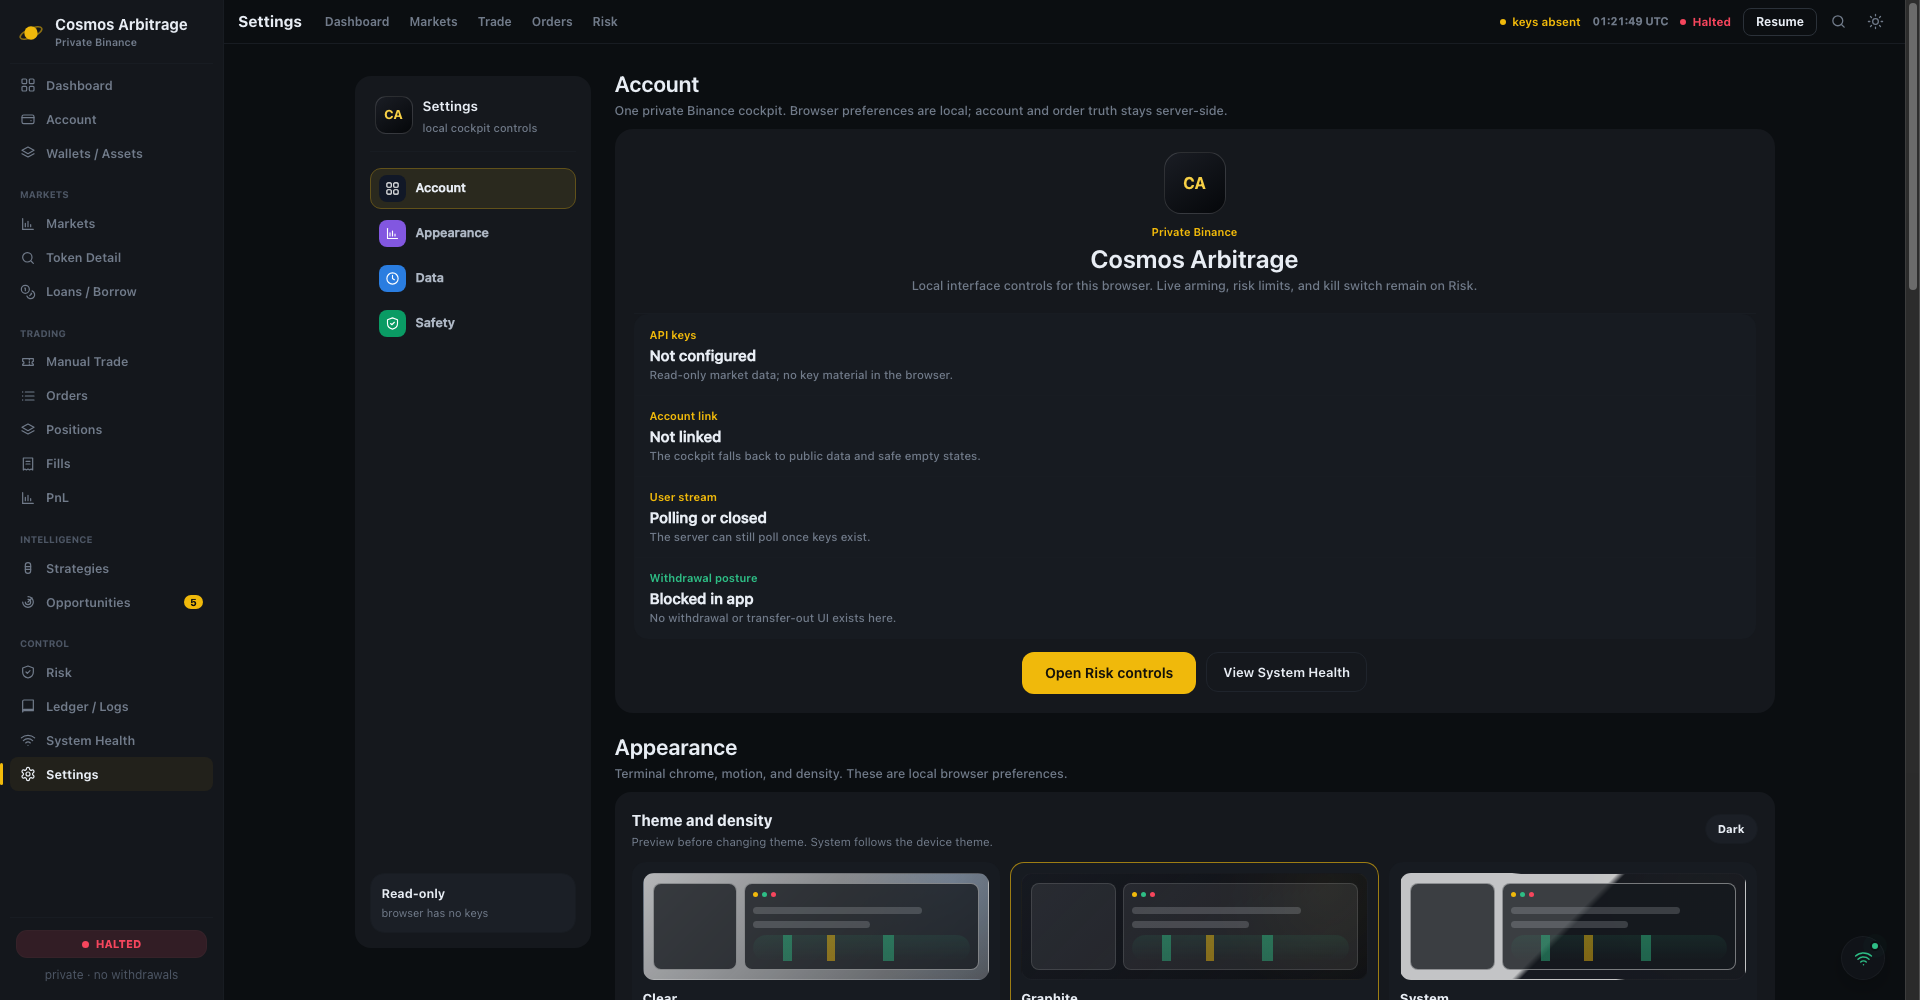 Cosmos Arbitrage
Private Binance
Dashboard
Account
Wallets / Assets
MARKETS
Markets
Token Detail
Loans / Borrow
TRADING
Manual Trade
Orders
Positions
Fills
PnL
INTELLIGENCE
Strategies
Opportunities 5
CONTROL
Risk
Ledger / Logs
System Health
Settings
HALTED
private · no withdrawals
Settings Dashboard Markets Trade Orders Risk
keys absent 01:21:49 UTC Halted Resume
CA
Settings
local cockpit controls
Account
Appearance
Data
Safety
Read-only
browser has no keys
Account
One private Binance cockpit. Browser preferences are local; account and order truth stays server-side.
CA
Private Binance
Cosmos Arbitrage
Local interface controls for this browser. Live arming, risk limits, and kill switch remain on Risk.
API keys
Not configured
Read-only market data; no key material in the browser.
Account link
Not linked
The cockpit falls back to public data and safe empty states.
User stream
Polling or closed
The server can still poll once keys exist.
Withdrawal posture
Blocked in app
No withdrawal or transfer-out UI exists here.
Open Risk controls View System Health
Appearance
Terminal chrome, motion, and density. These are local browser preferences.
Theme and density
Preview before changing theme. System follows the device theme.
Dark
Clear Graphite System